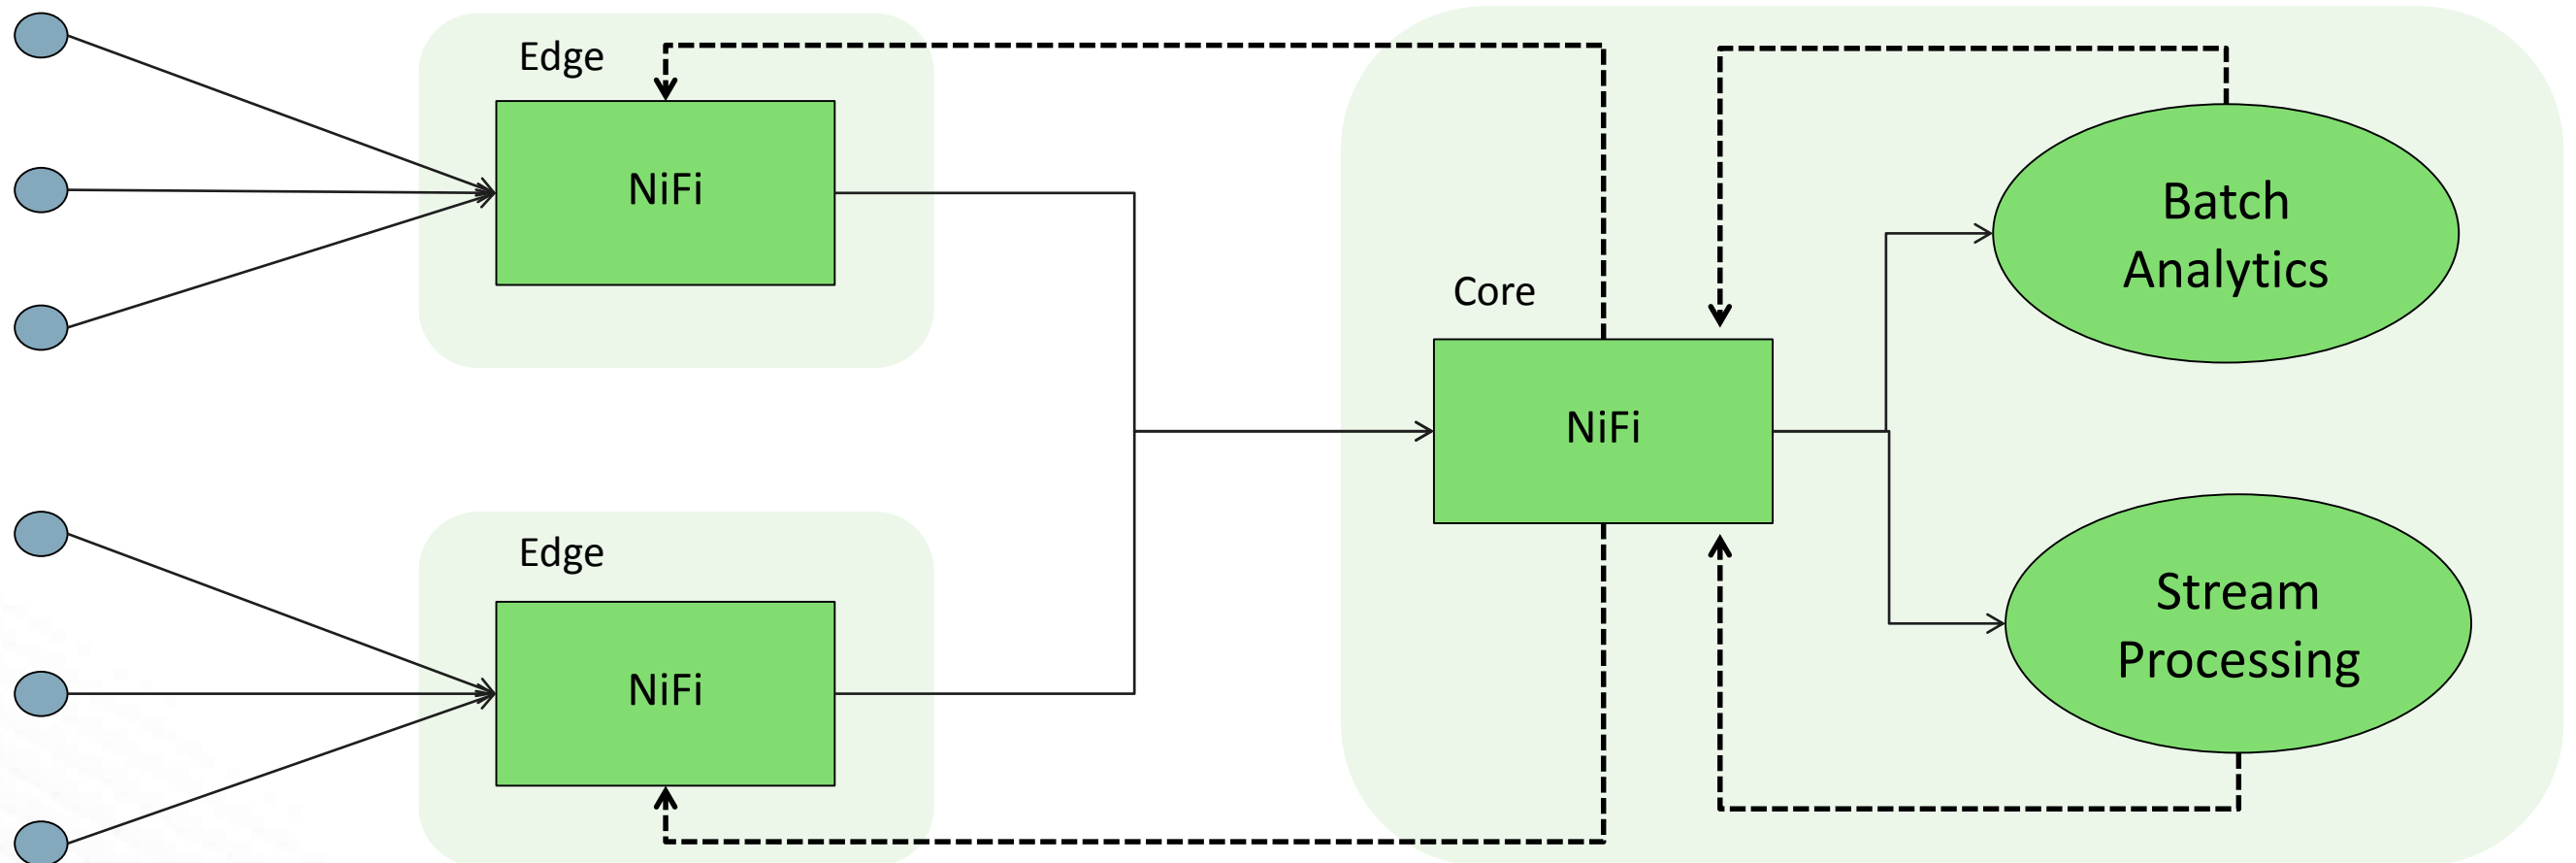 Edge
NiFi
Core
NiFi
Batch
Analytics
Edge
NiFi
Stream
Processing